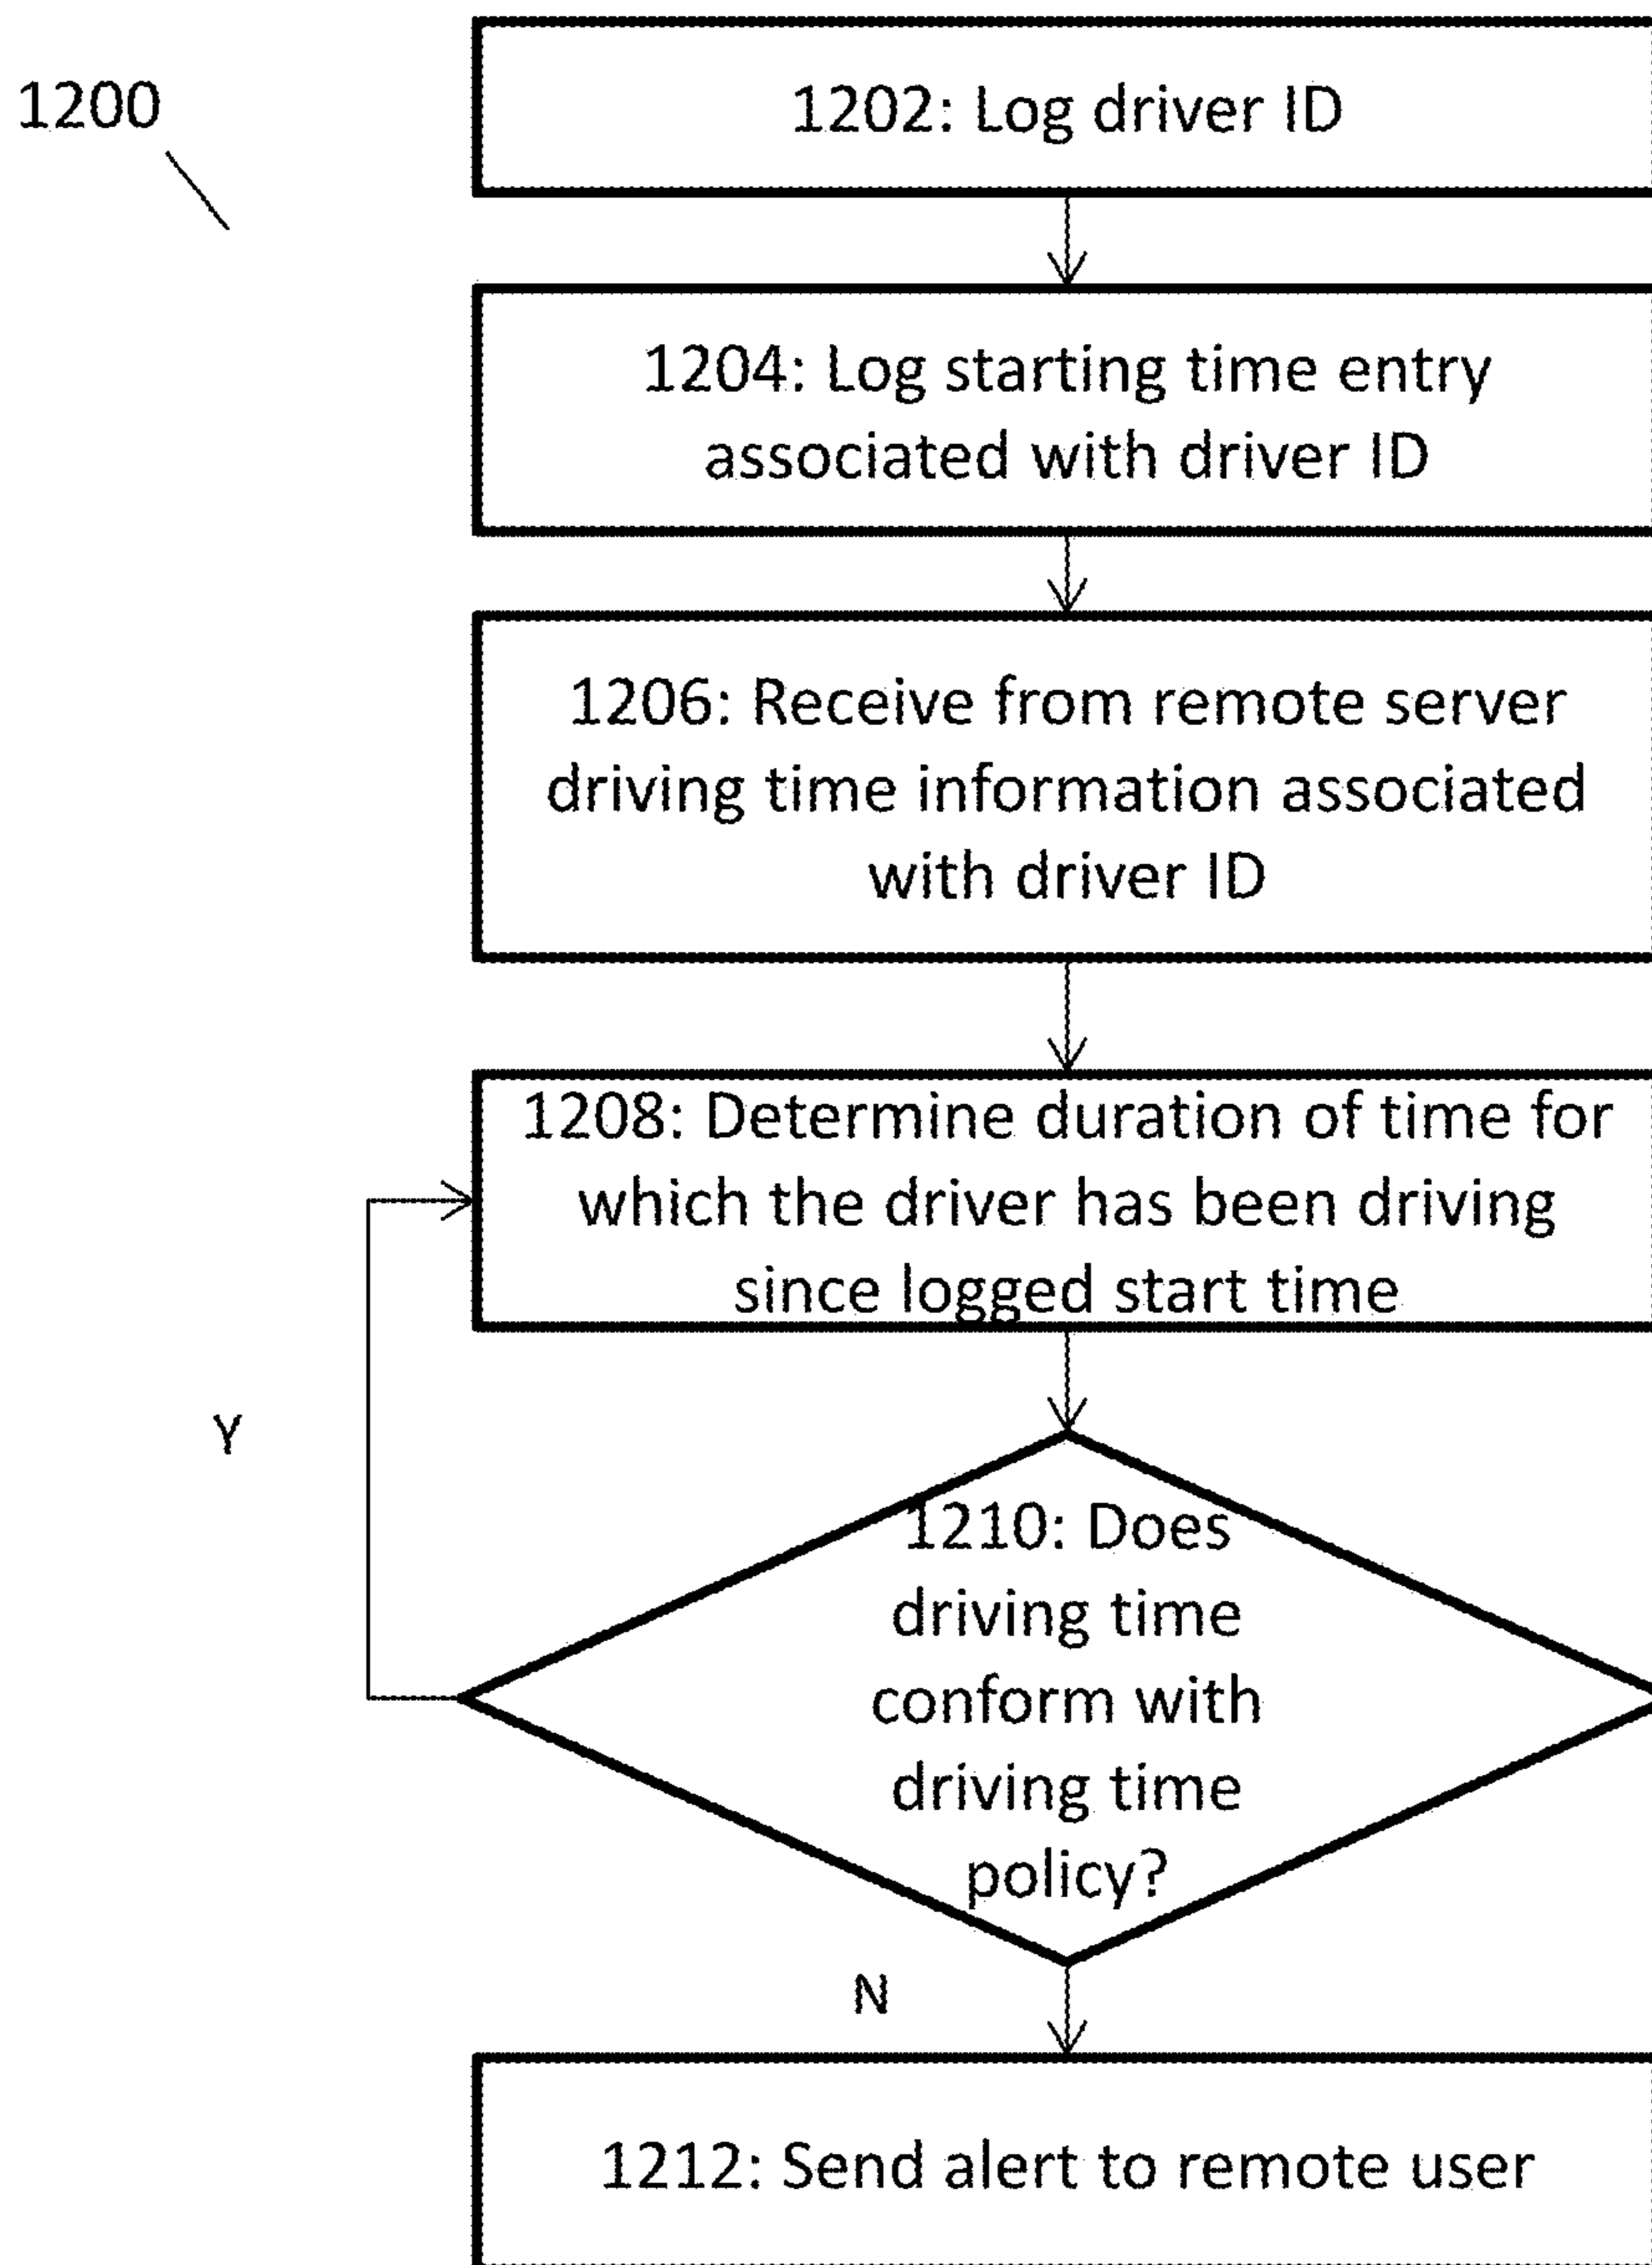 1200
1202: Log driver ID
1204: Log starting time entry
associated with driver ID
1206: Receive from remote server
driving time information associated
with driver ID
1208: Determine duration of time for
which the driver has been driving
since logged start time
Y
1210: Does
driving time
conform with
driving time
policy?
N
1212: Send alert to remote user